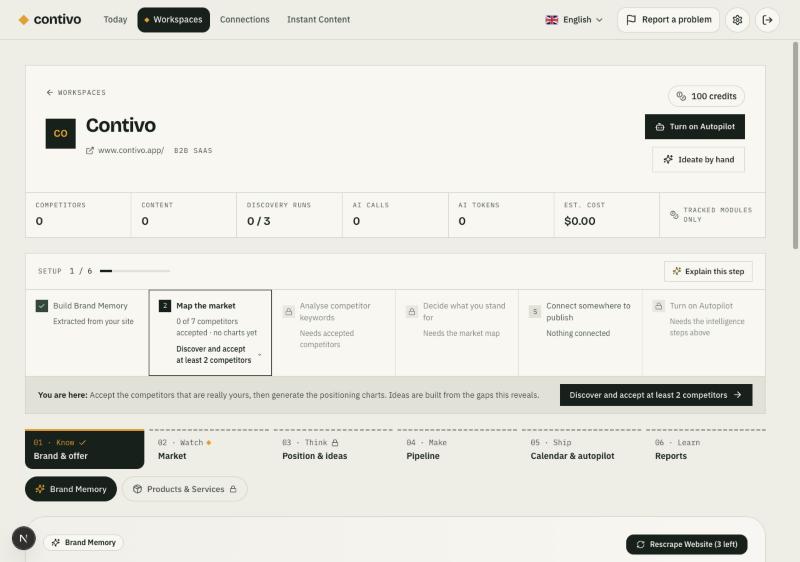 contivo
Today
Workspaces
Connections
Instant Content
English
Report a problem
WORKSPACES
100 credits
CO
Contivo
Turn on Autopilot
www.contivo.app/
B2B SAAS
Ideate by hand
COMPETITORS
0
CONTENT
0
DISCOVERY RUNS
0 / 3
AI CALLS
0
AI TOKENS
0
EST. COST
$0.00
TRACKED MODULES
ONLY
SETUP 1 / 6
Explain this step
Build Brand Memory
Extracted from your site
2
Map the market
0 of 7 competitors
accepted · no charts yet
Discover and accept
at least 2 competitors
Analyse competitor
keywords
Needs accepted
competitors
Decide what you stand
for
Needs the market map
5
Connect somewhere to
publish
Nothing connected
Turn on Autopilot
Needs the intelligence
steps above
You are here: Accept the competitors that are really yours, then generate the positioning charts. Ideas are built from the gaps this reveals.
Discover and accept at least 2 competitors
01 · Know
Brand & offer
02 · Watch
Market
03 · Think
Position & ideas
04 · Make
Pipeline
05 · Ship
Calendar & autopilot
06 · Learn
Reports
Brand Memory
Products & Services
N
Brand Memory
Rescrape Website (3 left)